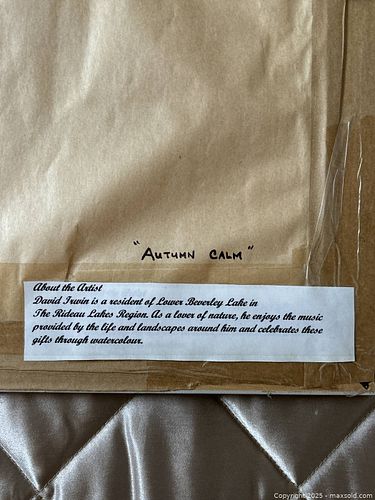 "AUTUMN CALM"
About the Artist
David Irwin is a resident of Lower Beverley Lake in
The Rideau Lakes Region. As a lover of nature, he enjoys the music
provided by the life and landscapes around him and celebrates these
gifts through watercolour.
Copyright 2025 - maxsold.com